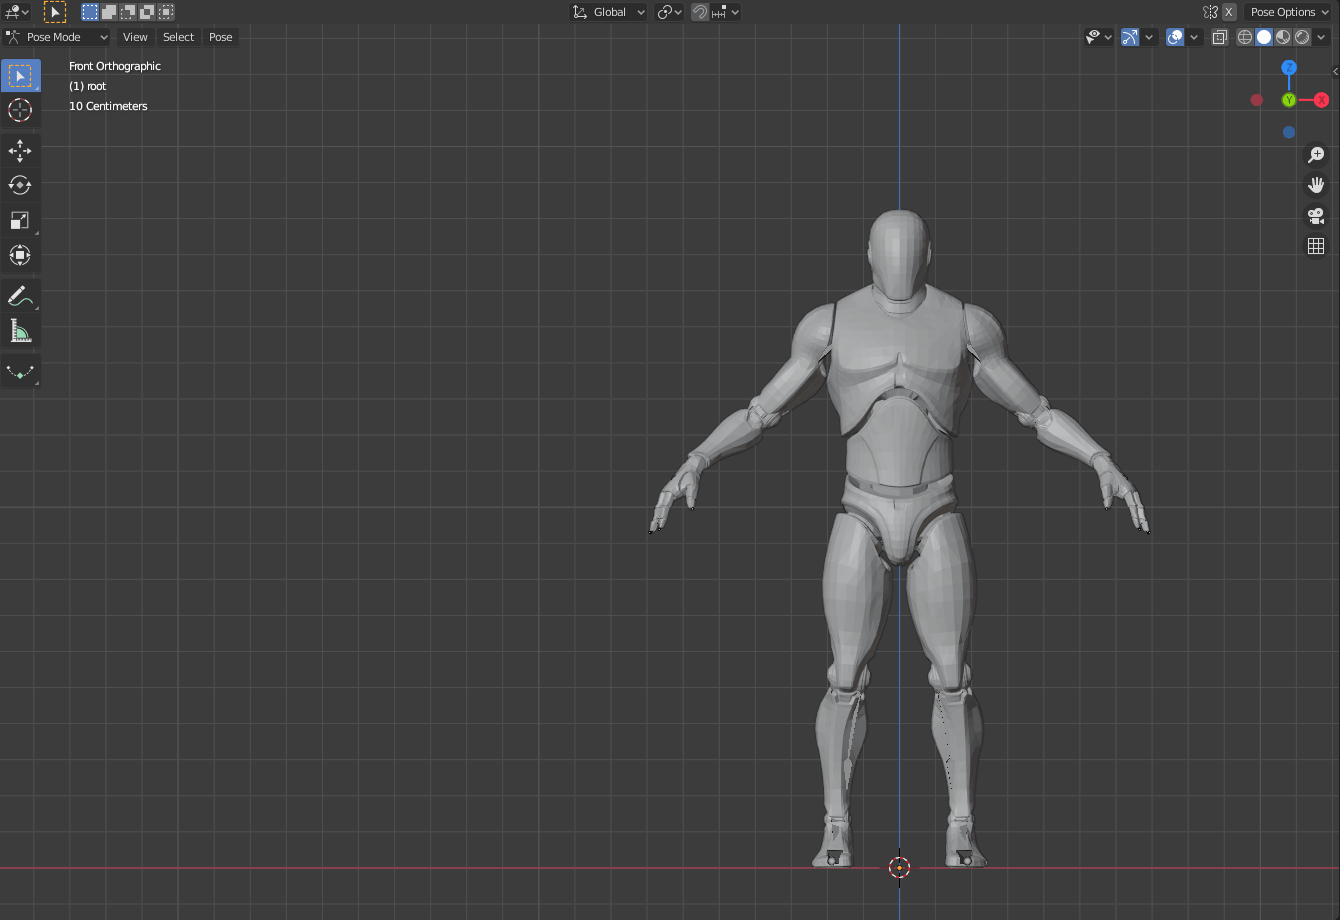 Global
X
Pose Options
Pose Mode
View
Select
Pose
Front Orthographic
(1) root
10 Centimeters
Z
Y
X